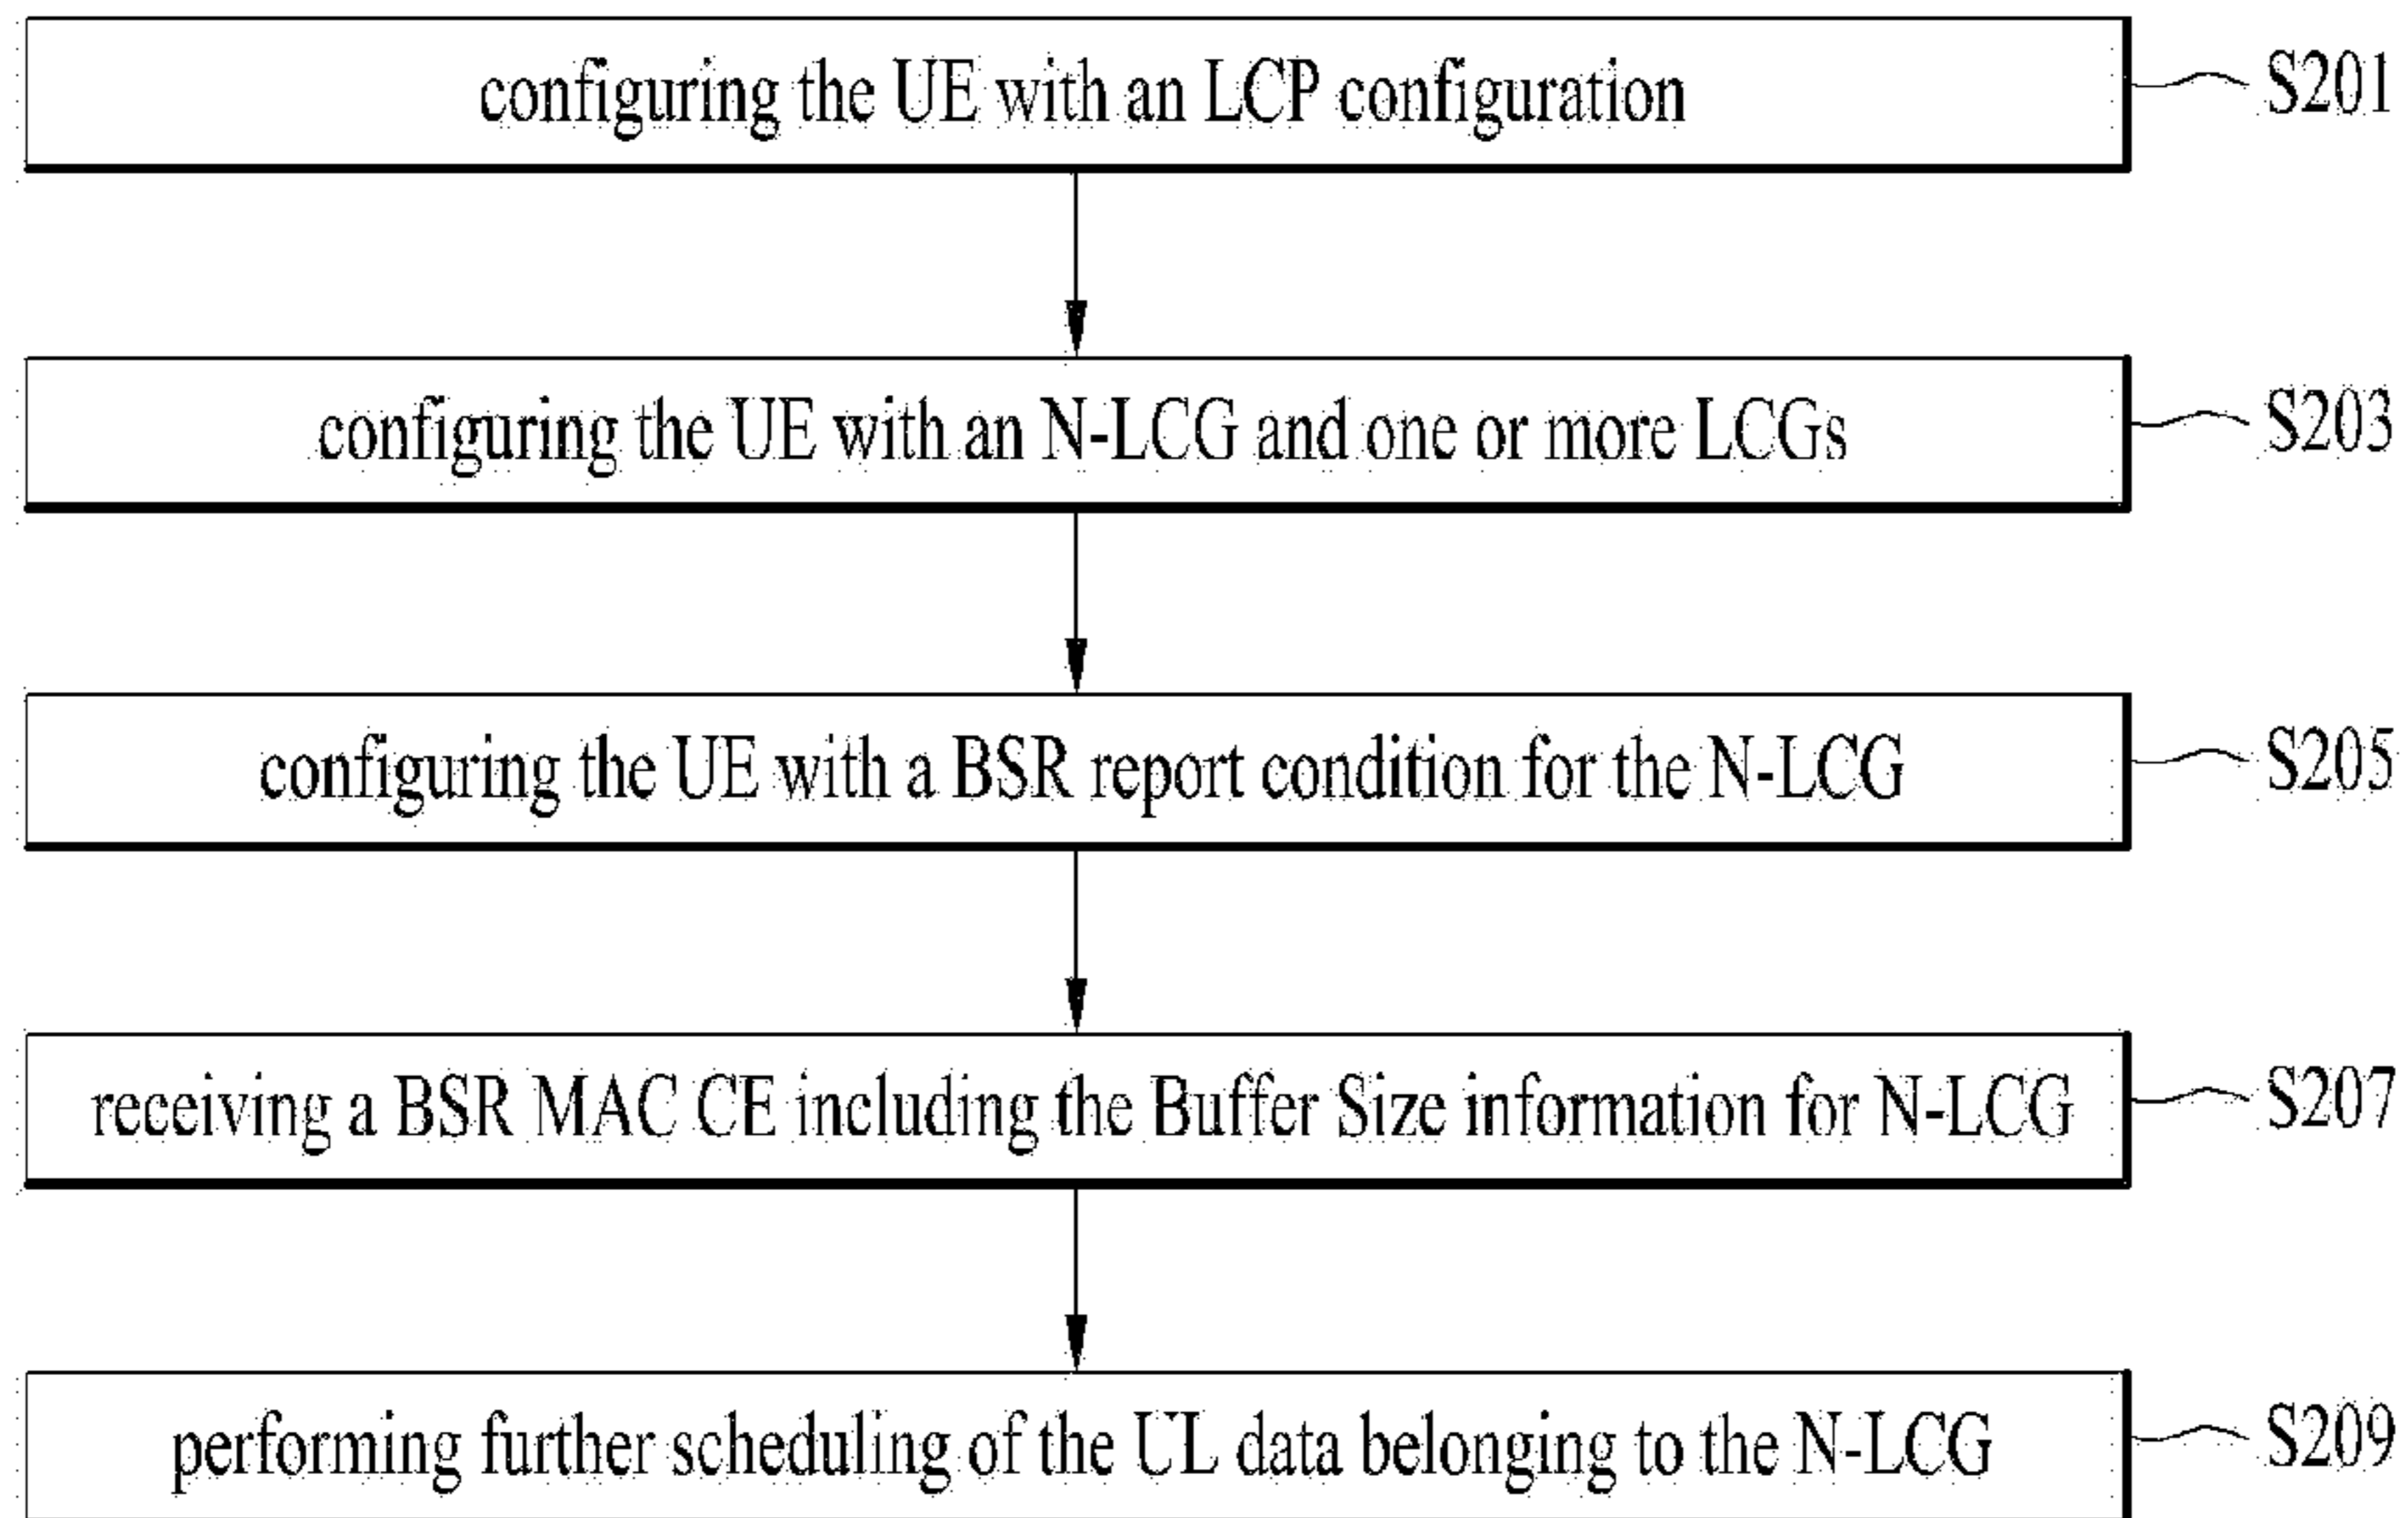 configuring the UE with an LCP configuration S201
configuring the UE with an N-LCG and one or more LCGs S203
configuring the UE with a BSR report condition for the N-LCG S205
receiving a BSR MAC CE including the Buffer Size information for N-LCG S207
performing further scheduling of the UL data belonging to the N-LCG S209